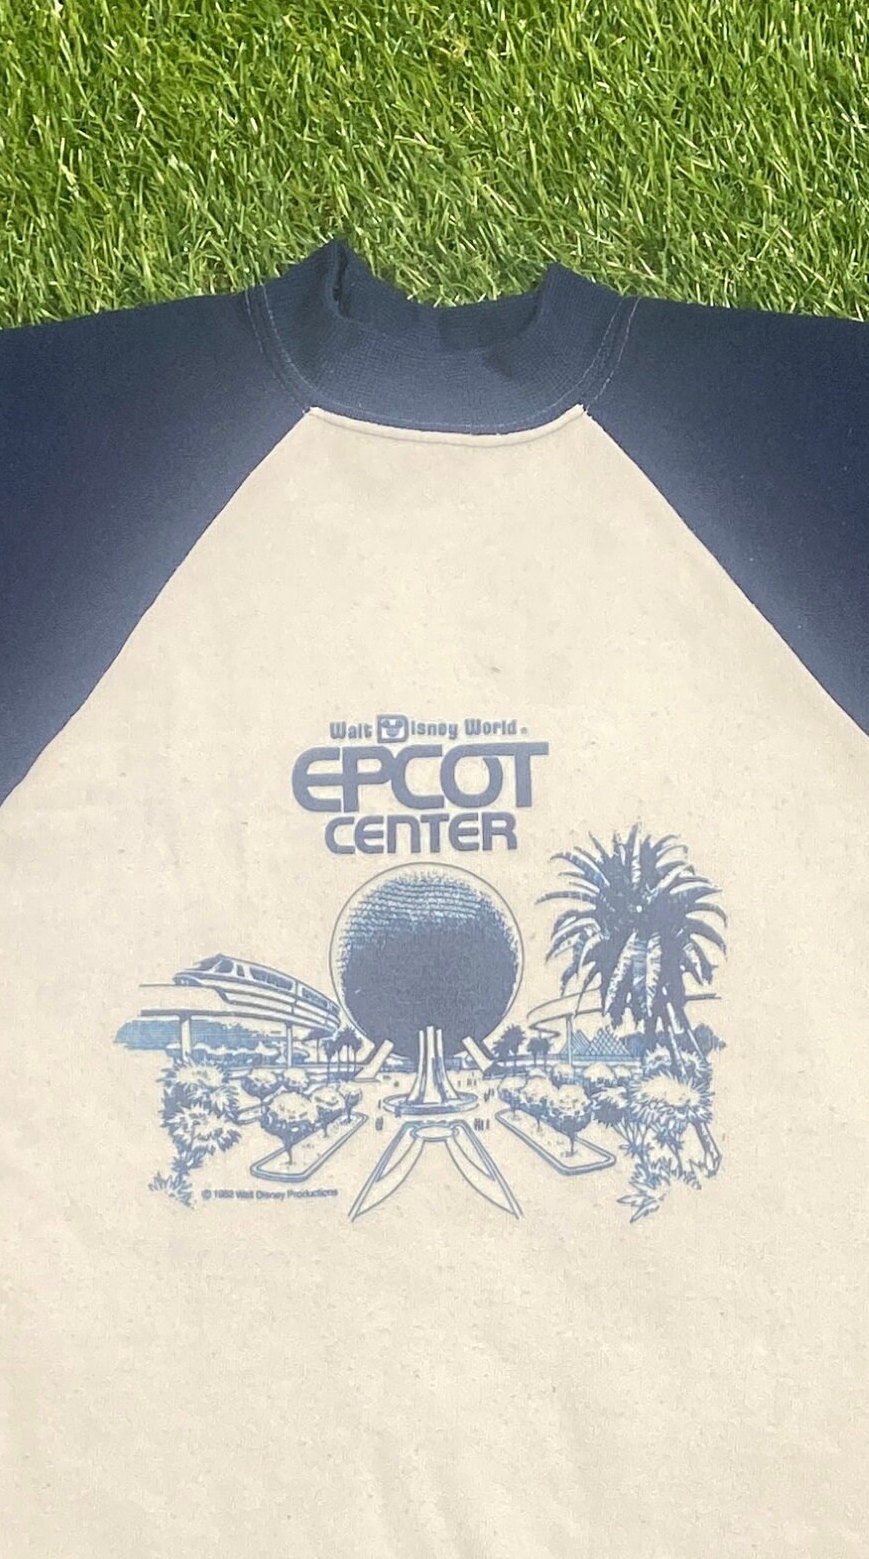 Walt Disney World®
EPCOT
CENTER
© 1982 Walt Disney Productions